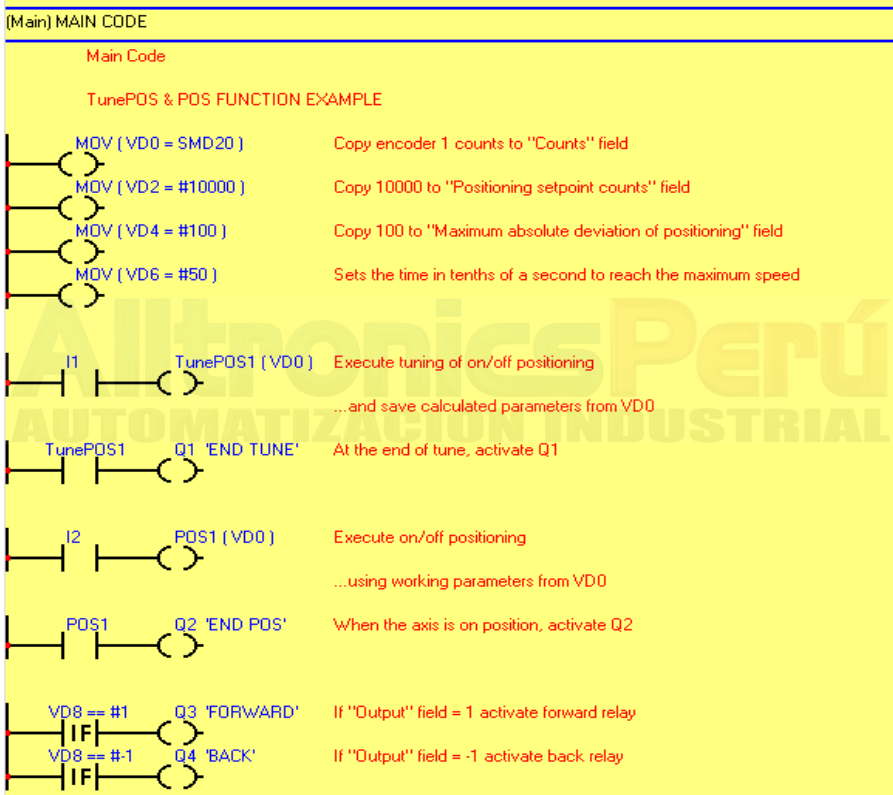 (Main) MAIN CODE
Main Code
TunePOS & POS FUNCTION EXAMPLE
MOV ( VD0 = SMD20 ) Copy encoder 1 counts to "Counts" field
MOV ( VD2 = #10000 ) Copy 10000 to "Positioning setpoint counts" field
MOV ( VD4 = #100 ) Copy 100 to "Maximum absolute deviation of positioning" field
MOV ( VD6 = #50 ) Sets the time in tenths of a second to reach the maximum speed
AlltronicsPerú
I1 TunePOS1 ( VD0 ) Execute tuning of on/off positioning
...and save calculated parameters from VD0
AUTOMATIZACIÓN INDUSTRIAL
TunePOS1 Q1 'END TUNE' At the end of tune, activate Q1
I2 POS1 ( VD0 ) Execute on/off positioning
...using working parameters from VD0
POS1 Q2 'END POS' When the axis is on position, activate Q2
VD8 == #1 Q3 'FORWARD' If "Output" field = 1 activate forward relay
IF
VD8 == #-1 Q4 'BACK' If "Output" field = -1 activate back relay
IF